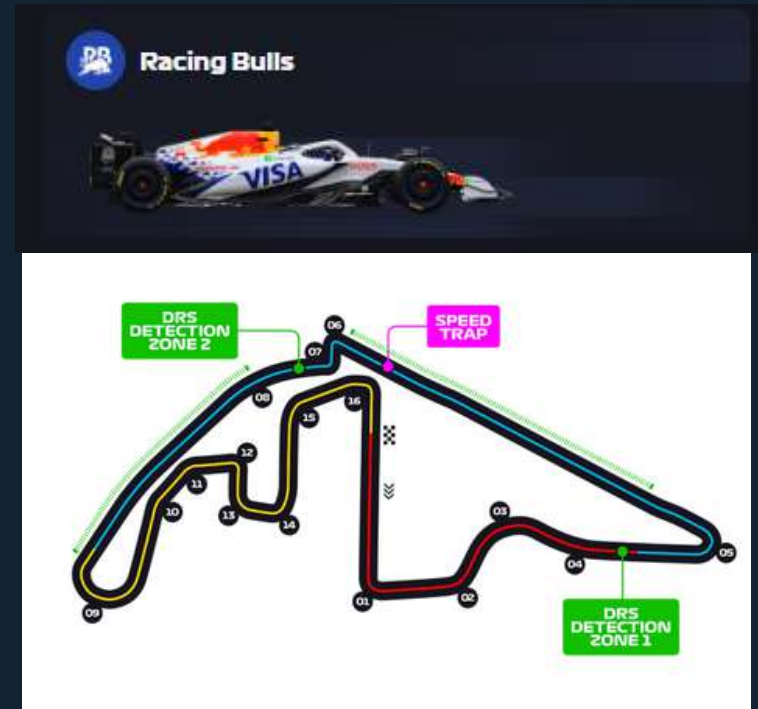 RB
Racing Bulls
VISA
DRS
DETECTION
ZONE 2
06
SPEED
TRAP
07
08
16
15
12
11
10
13
14
03
04
05
09
01
02
DRS
DETECTION
ZONE 1